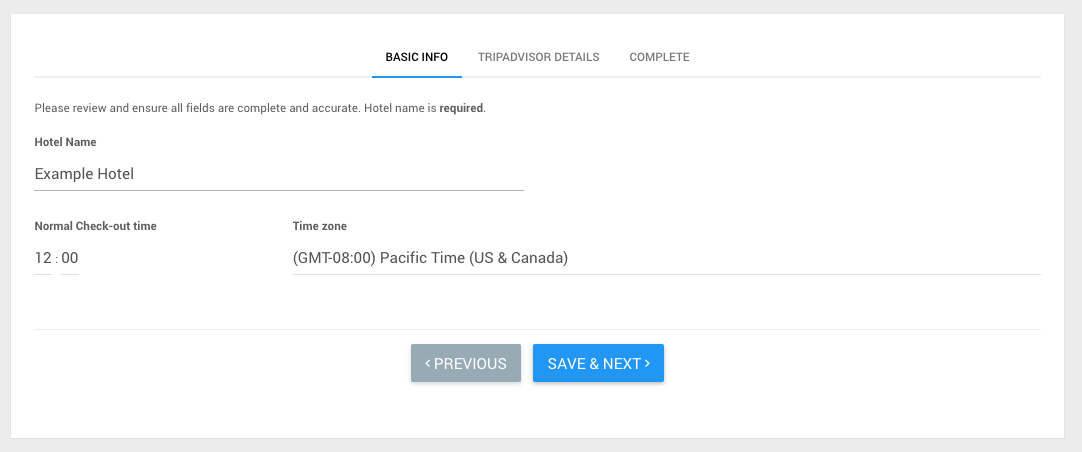 BASIC INFO TRIPADVISOR DETAILS COMPLETE
Please review and ensure all fields are complete and accurate. Hotel name is required.
Hotel Name
Example Hotel
Normal Check-out time Time zone
12 : 00 (GMT-08:00) Pacific Time (US & Canada)
‹ PREVIOUS SAVE & NEXT ›